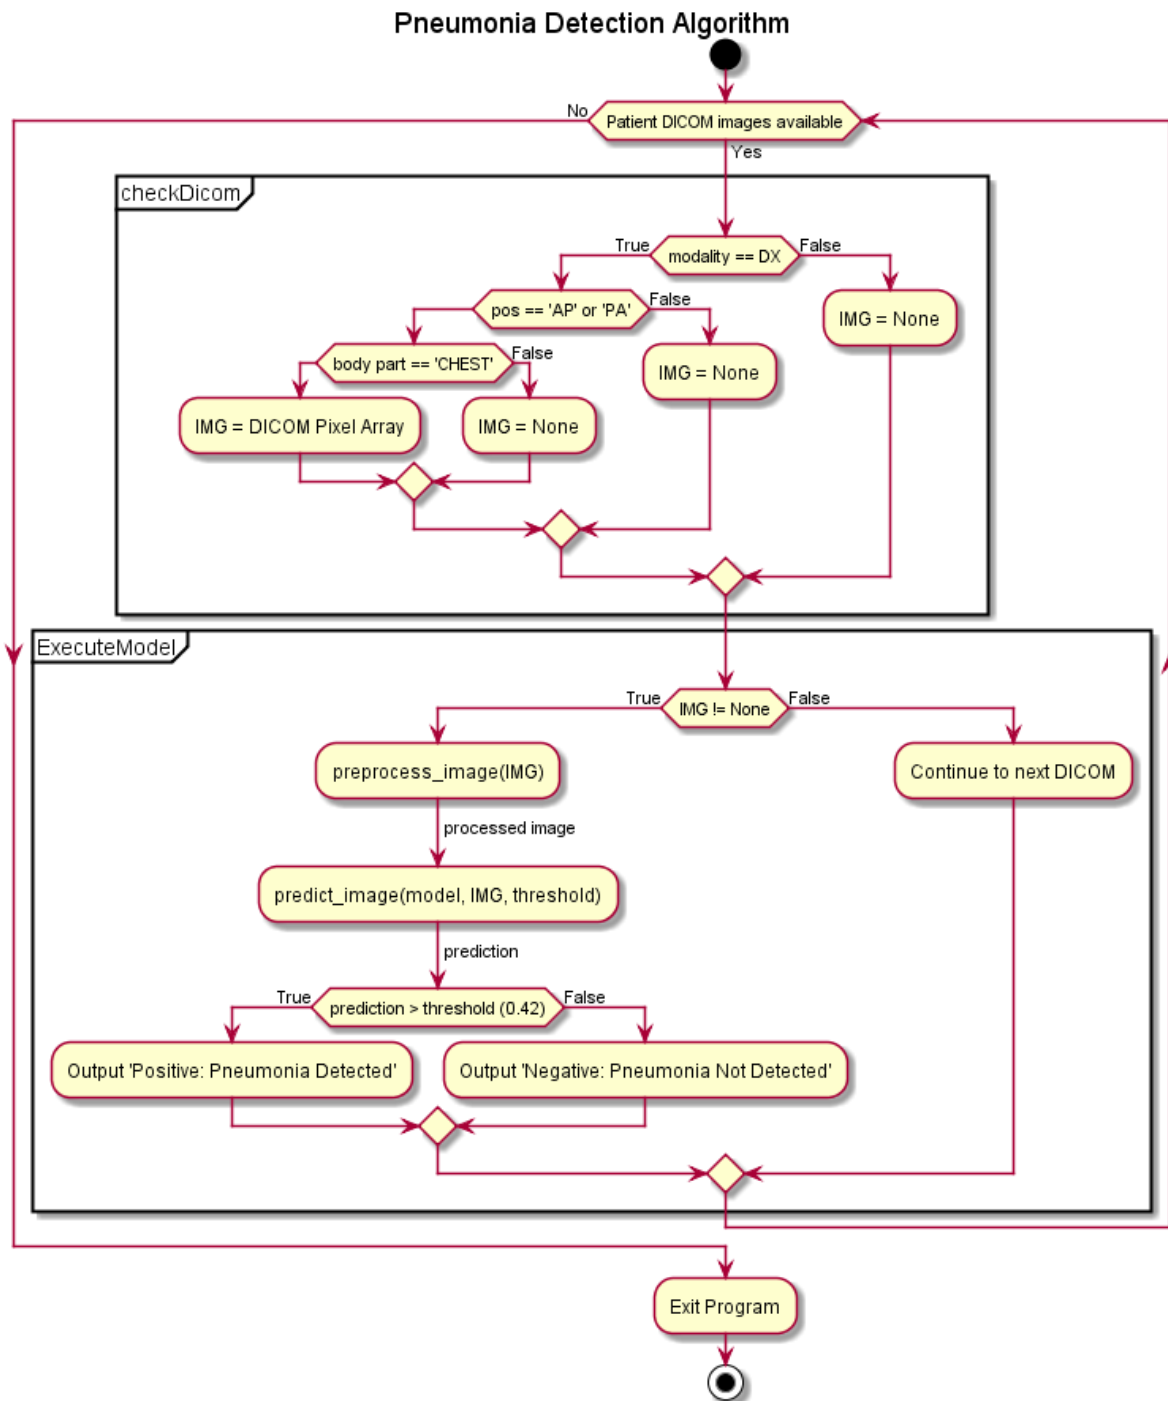 Pneumonia Detection Algorithm
No
Patient DICOM images available
Yes
checkDicom
True
modality == DX
False
pos == 'AP' or 'PA'
False
IMG = None
body part == 'CHEST'
False
IMG = None
IMG = DICOM Pixel Array
IMG = None
ExecuteModel
True
IMG != None
False
preprocess_image(IMG)
Continue to next DICOM
processed image
predict_image(model, IMG, threshold)
prediction
True
prediction > threshold (0.42)
False
Output 'Positive: Pneumonia Detected'
Output 'Negative: Pneumonia Not Detected'
Exit Program